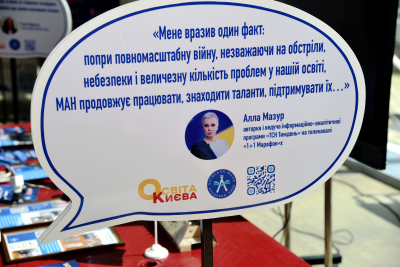 «Мене вразив один факт:
попри повномасштабну війну, незважаючи на обстріли,
небезпеки і величезну кількість проблем у нашій освіті,
МАН продовжує працювати, знаходити таланти, підтримувати їх...»
Алла Мазур
авторка і ведуча інформаційно-аналітичної
програми «ТСН Тиждень» на телеканалі
«1+1 Марафон»
ОСВІТА
КИЄВА